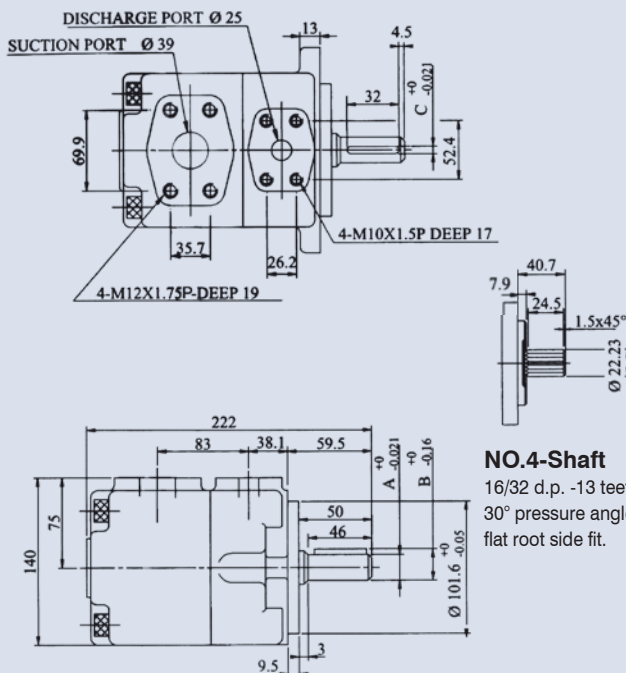 DISCHARGE PORT Ø 25
SUCTION PORT Ø 39
13
4.5
32
C +0 -0.021
69.9
52.4
35.7
26.2
4-M10X1.5P DEEP 17
4-M12X1.75P-DEEP 19
40.7
7.9
24.5
1.5x45°
Ø 22.23
222
83
38.1
59.5
A +0 -0.021
B +0 -0.16
50
46
75
140
Ø 101.6 +0 -0.05
3
9.5
NO.4-Shaft
16/32 d.p. -13
30° pressure
flat root side fit.